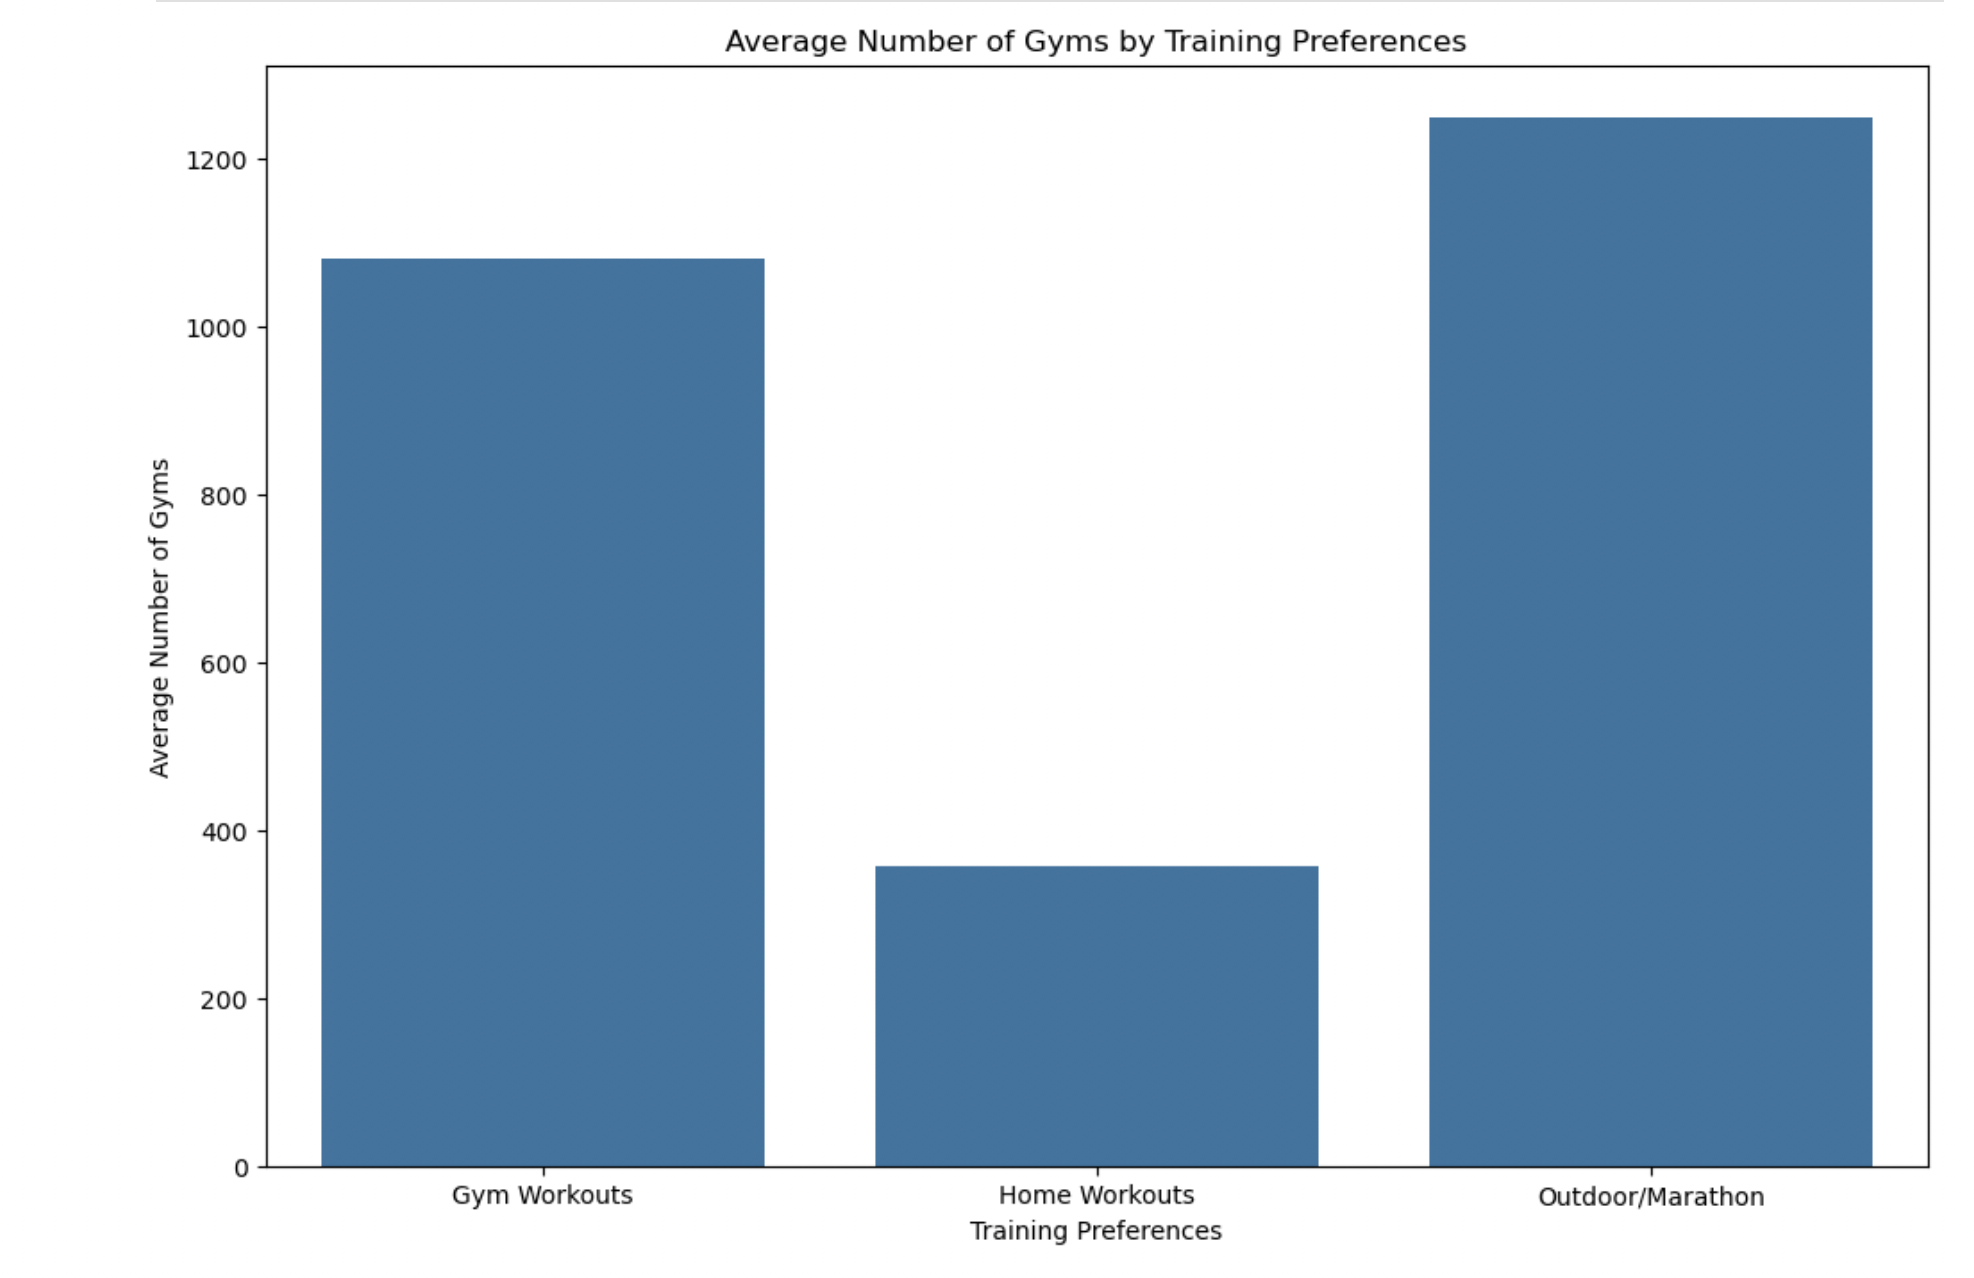 Average Number of Gyms by Training Preferences
1200
1000
800
600
400
200
0
Average Number of Gyms
Gym Workouts
Home Workouts
Outdoor/Marathon
Training Preferences